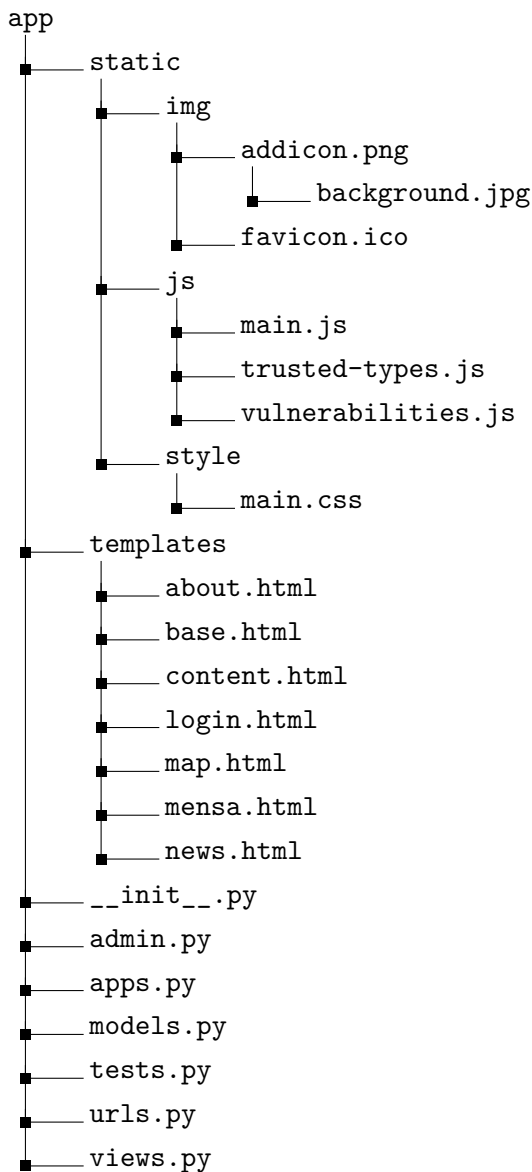 app
static
img
addicon.png
background.jpg
favicon.ico
js
main.js
trusted-types.js
vulnerabilities.js
style
main.css
templates
about.html
base.html
content.html
login.html
map.html
mensa.html
news.html
__init__.py
admin.py
apps.py
models.py
tests.py
urls.py
views.py